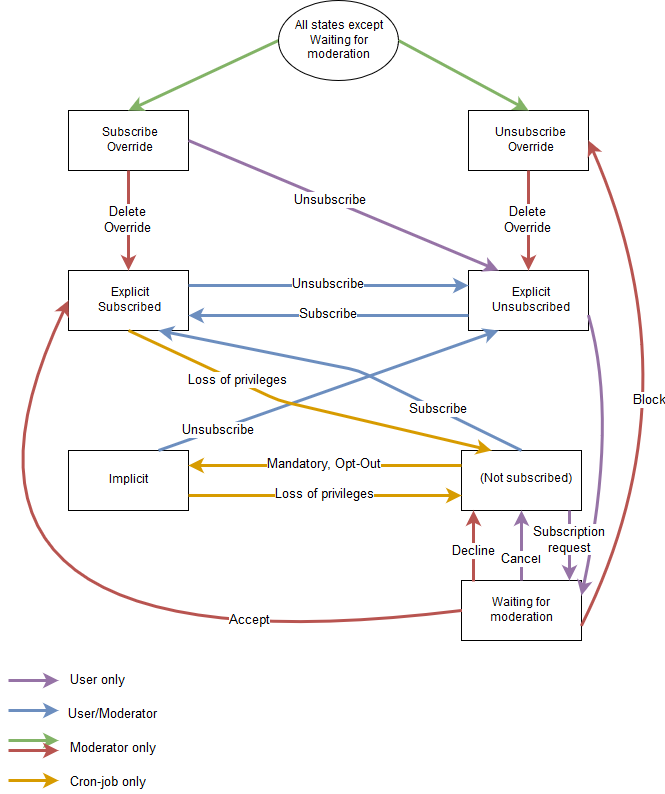 All states except
Waiting for
moderation
Subscribe
Override
Unsubscribe
Override
Unsubscribe
Delete
Override
Delete
Override
Explicit
Subscribed
Unsubscribe
Subscribe
Explicit
Unsubscribed
Loss of privileges
Subscribe
Block
Unsubscribe
Implicit
Mandatory, Opt-Out
Loss of privileges
(Not subscribed)
Decline
Cancel
Subscription
request
Waiting for
moderation
Accept
User only
User/Moderator
Moderator only
Cron-job only